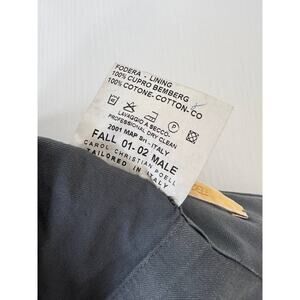 FODERA - LINING
100% CUPRO BEMBERG
100% COTONE-COTTON-CO
LAVAGGIO A SECCO-
PROFESSIONAL DRY CLEAN
2001 MAP Srl-ITALY
FALL 01-02 MALE
CAROL CHRISTIAN POELL
TAILORED IN ITALY